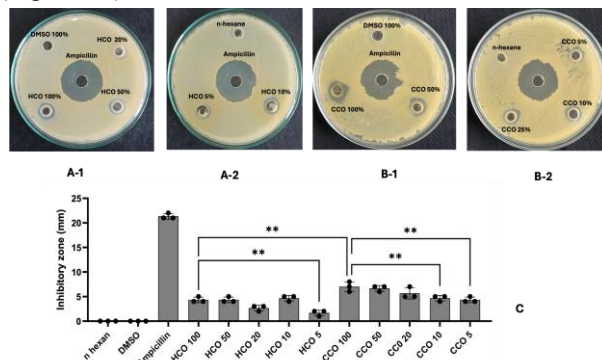 DMSO 100%
HCO 20%
Ampicillin
HCO 100%
HCO 50%
n-hexane
Ampicillin
HCO 5%
HCO 10%
DMSO 100%
Ampicillin
CCO 100%
CCO 50%
n-hexane
CCO 5%
CCO 10%
CCO 25%
A-1
A-2
B-1
B-2
Inhibitory zone (mm)
25
20
15
10
5
0
**
**
**
**
n hexan
DMSO
Ampicillin
HCO 100
HCO 50
HCO 20
HCO 10
HCO 5
CCO 100
CCO 50
CCO 20
CCO 10
CCO 5
C